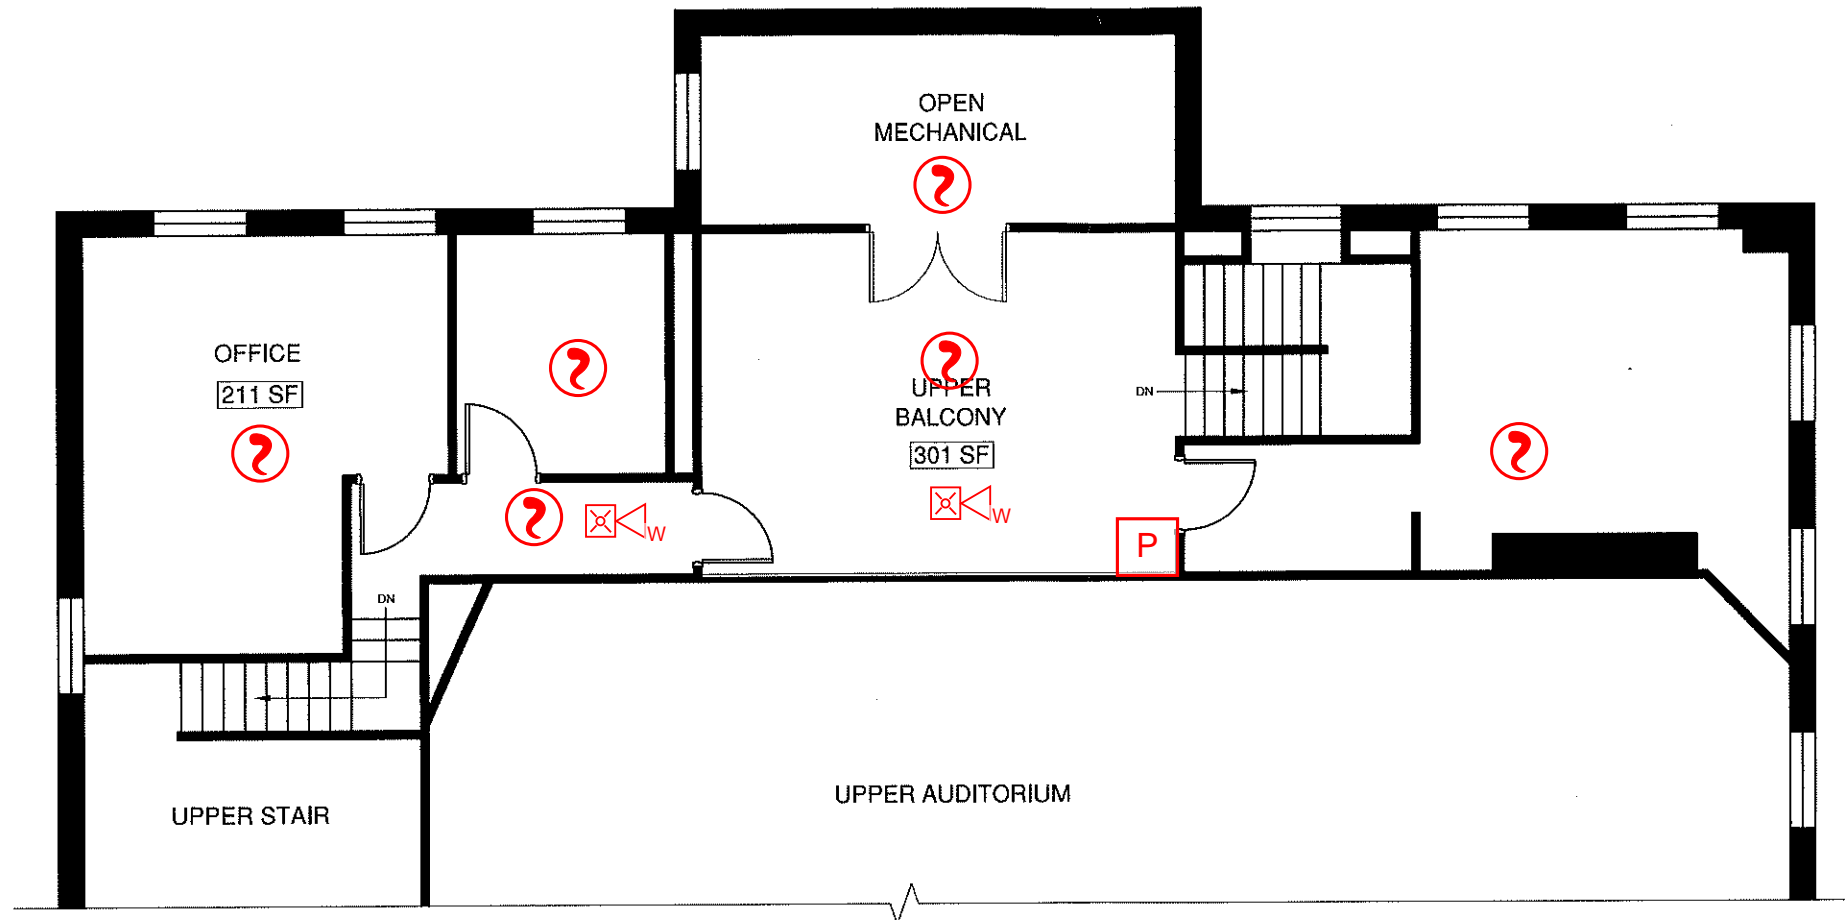 OPEN
MECHANICAL
OFFICE
211 SF
UPPER
BALCONY
301 SF
DN
W
W
P
DN
UPPER STAIR
UPPER AUDITORIUM